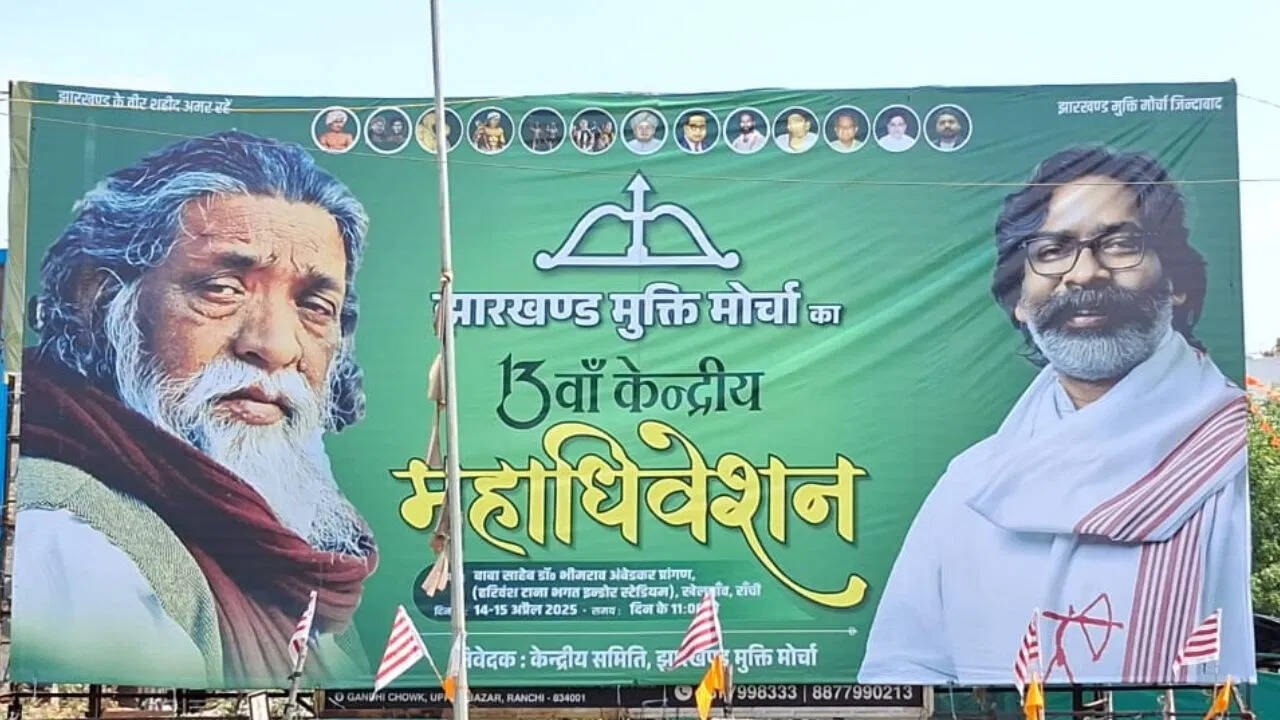 झारखण्ड के वीर शहीद अमर रहें
झारखण्ड मुक्ति मोर्चा जिन्दाबाद
झारखण्ड मुक्ति मोर्चा का
13वाँ केन्द्रीय
महाधिवेशन
बाबा साहेब डॉ० भीमराव अंबेडकर प्रांगण,
(हरिवंश टाना भगत इन्डोर स्टेडियम), खेलगाँव, राँची
14-15 अप्रैल 2025 - समय: दिन के
निवेदक : केन्द्रीय समिति, झारखण्ड मुक्ति मोर्चा
GANDHI CHOWK, BAZAR, RANCHI - 834001
8877990213